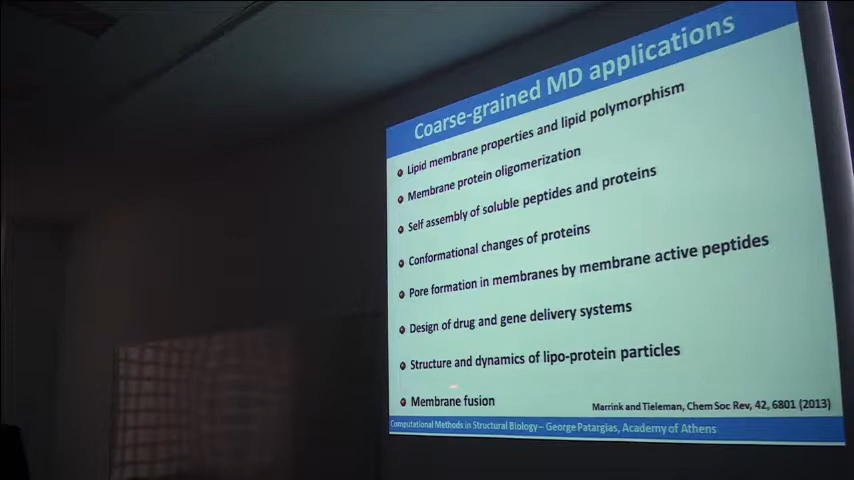 Coarse-grained MD applications
Lipid membrane properties and lipid polymorphism
Membrane protein oligomerization
Self assembly of soluble peptides and proteins
Conformational changes of proteins
Pore formation in membranes by membrane active peptides
Design of drug and gene delivery systems
Structure and dynamics of lipo-protein particles
Membrane fusion
Marrink and Tieleman, Chem Soc Rev, 42, 6801 (2013)
Computational Methods in Structural Biology – George Patargias, Academy of Athens